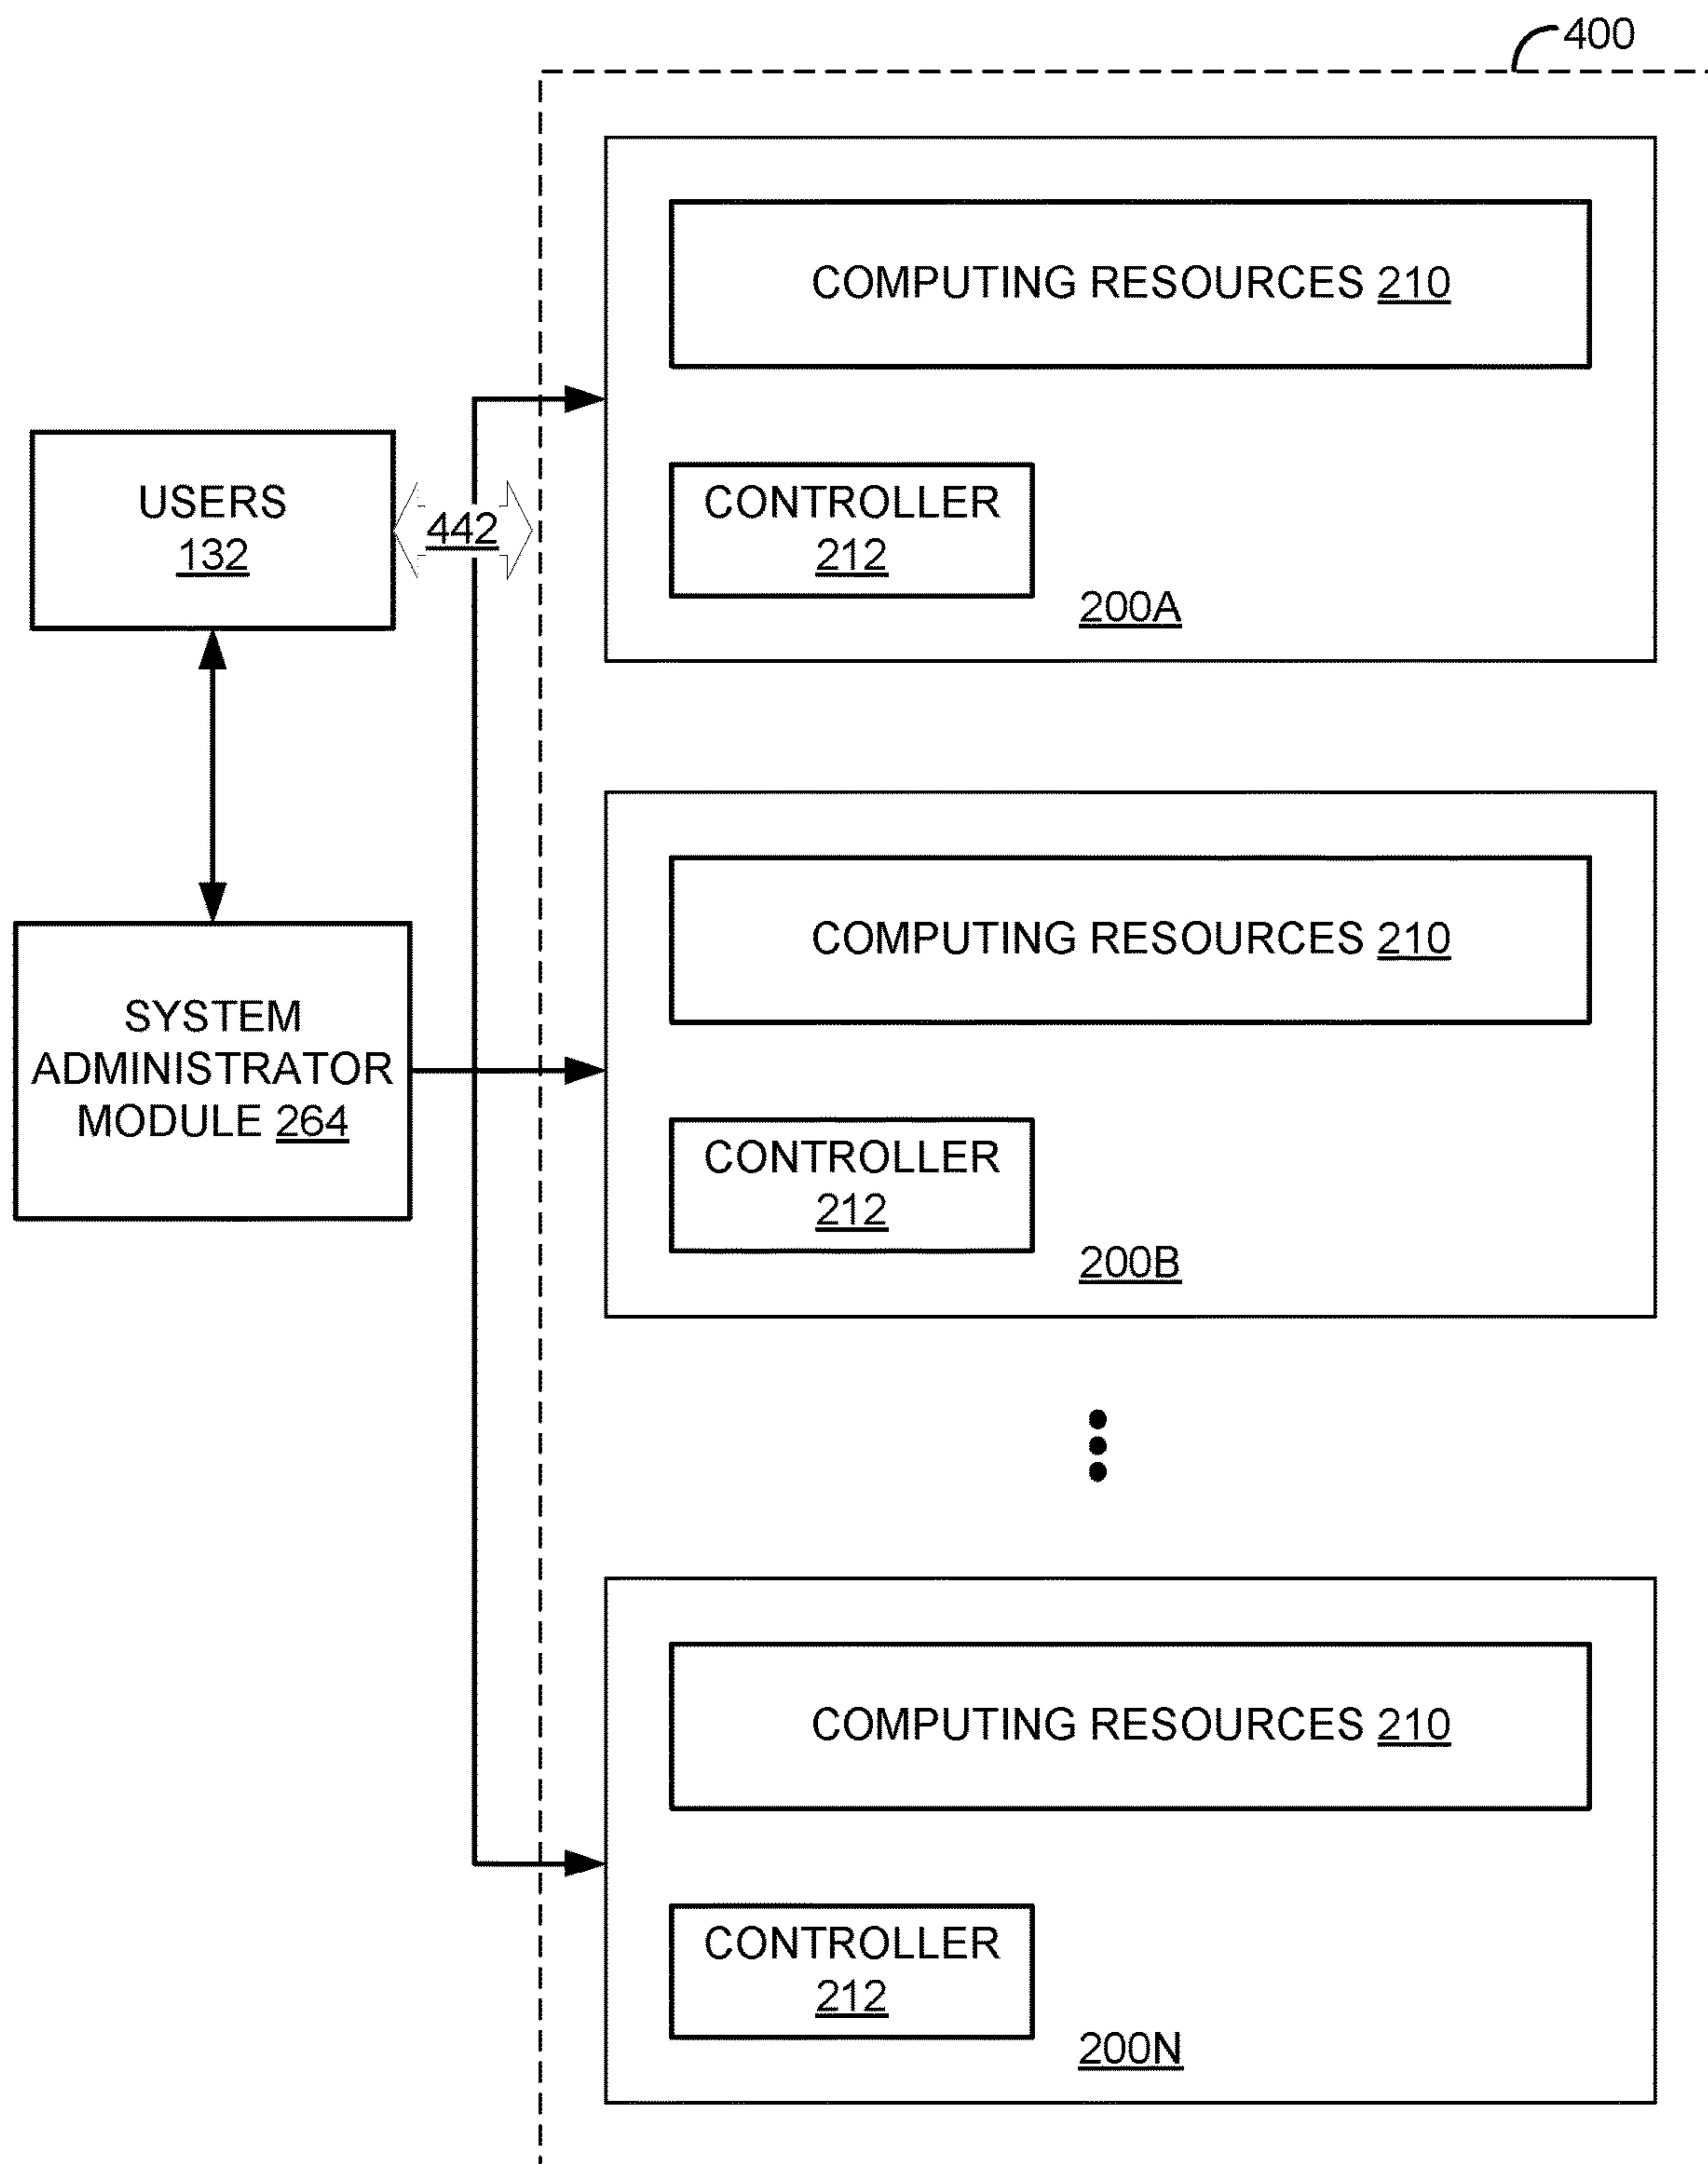 400
COMPUTING RESOURCES 210
USERS
132
442
CONTROLLER
212
200A
COMPUTING RESOURCES 210
SYSTEM
ADMINISTRATOR
MODULE 264
CONTROLLER
212
200B
COMPUTING RESOURCES 210
CONTROLLER
212
200N